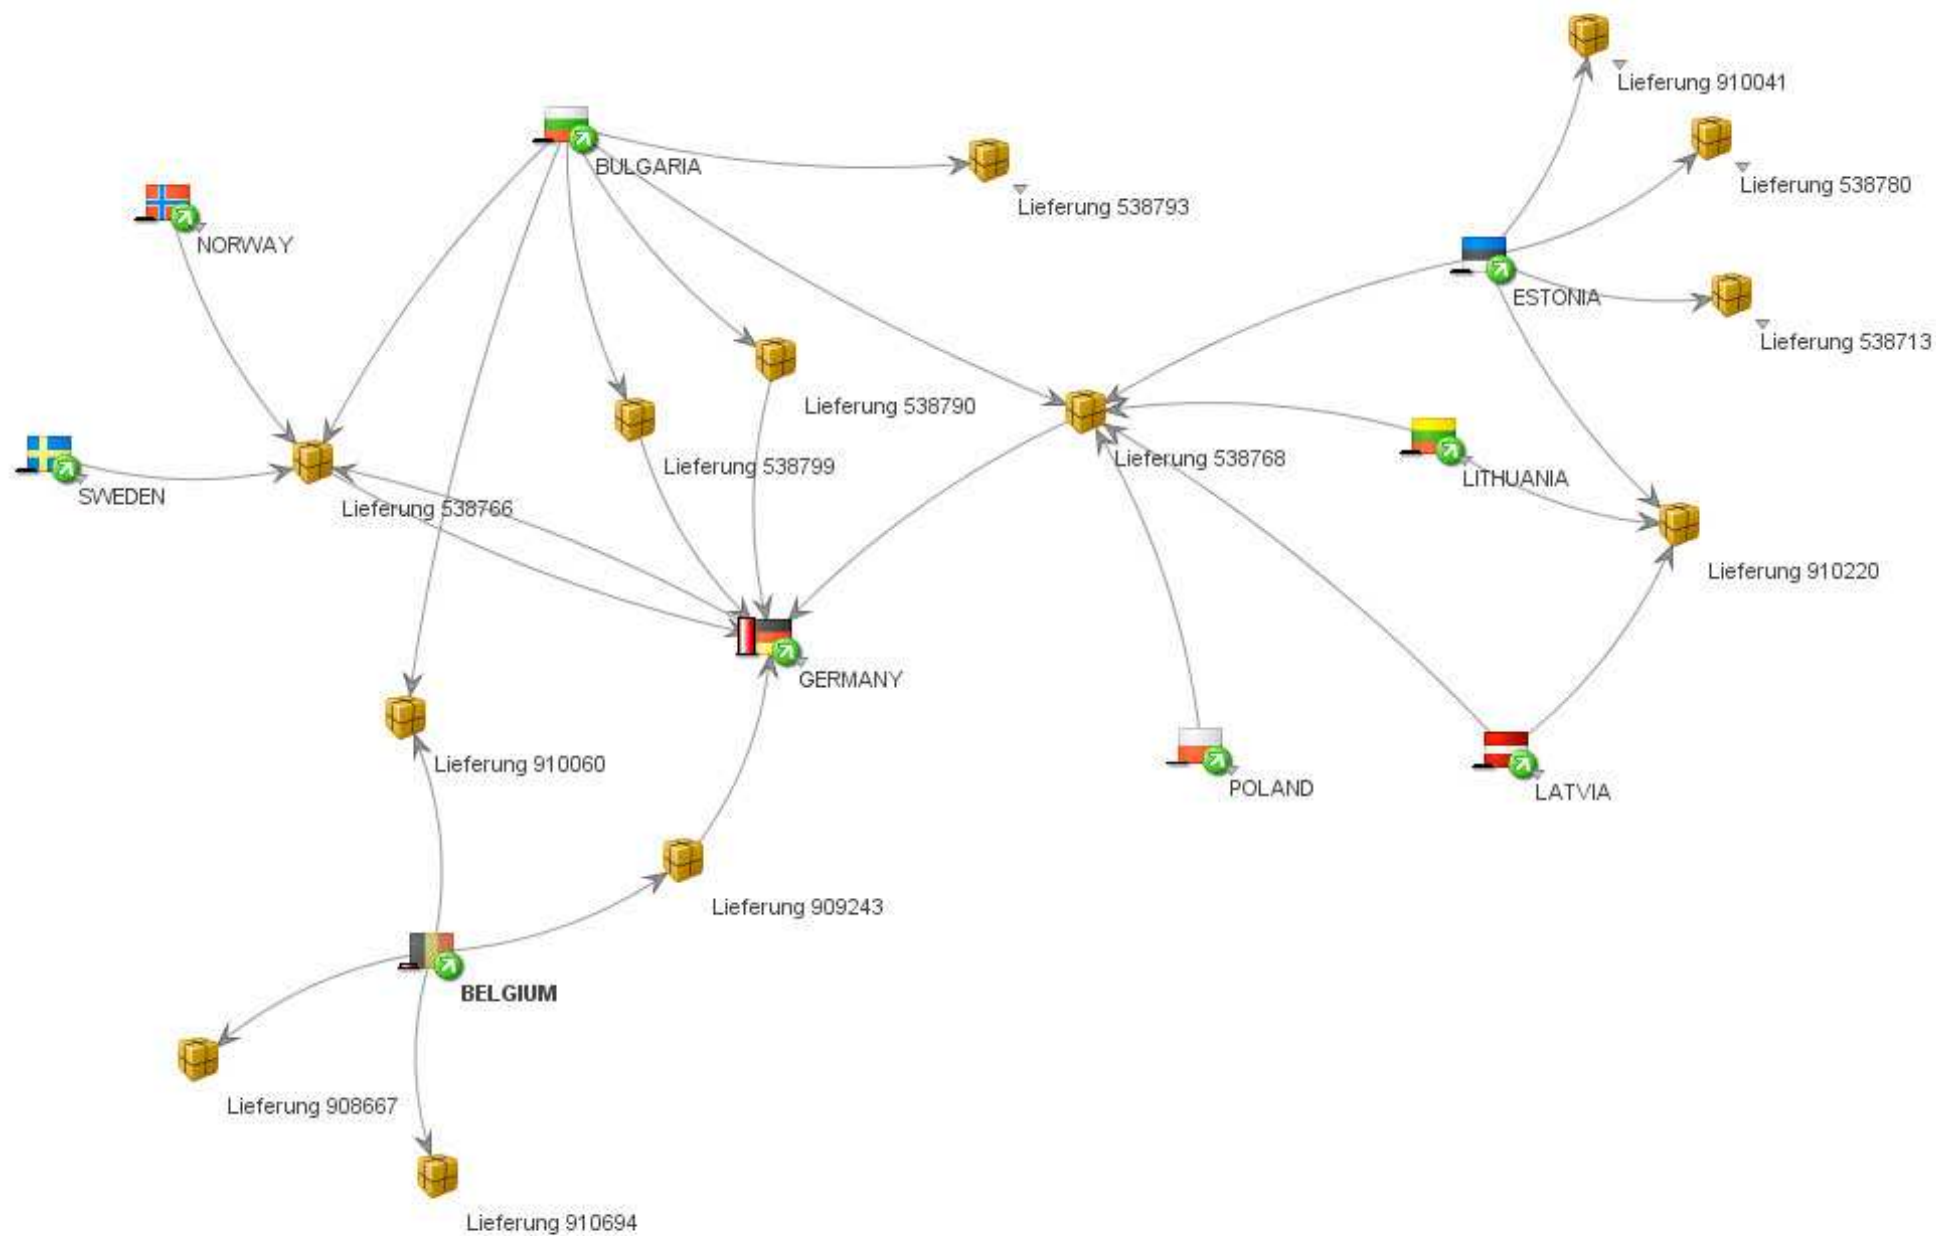 Lieferung 910041
BULGARIA
Lieferung 538780
Lieferung 538793
NORWAY
ESTONIA
Lieferung 538713
Lieferung 538790
Lieferung 538799
Lieferung 538768
LITHUANIA
SWEDEN
Lieferung 538766
Lieferung 910220
GERMANY
Lieferung 910060
POLAND
LATVIA
Lieferung 909243
BELGIUM
Lieferung 908667
Lieferung 910694